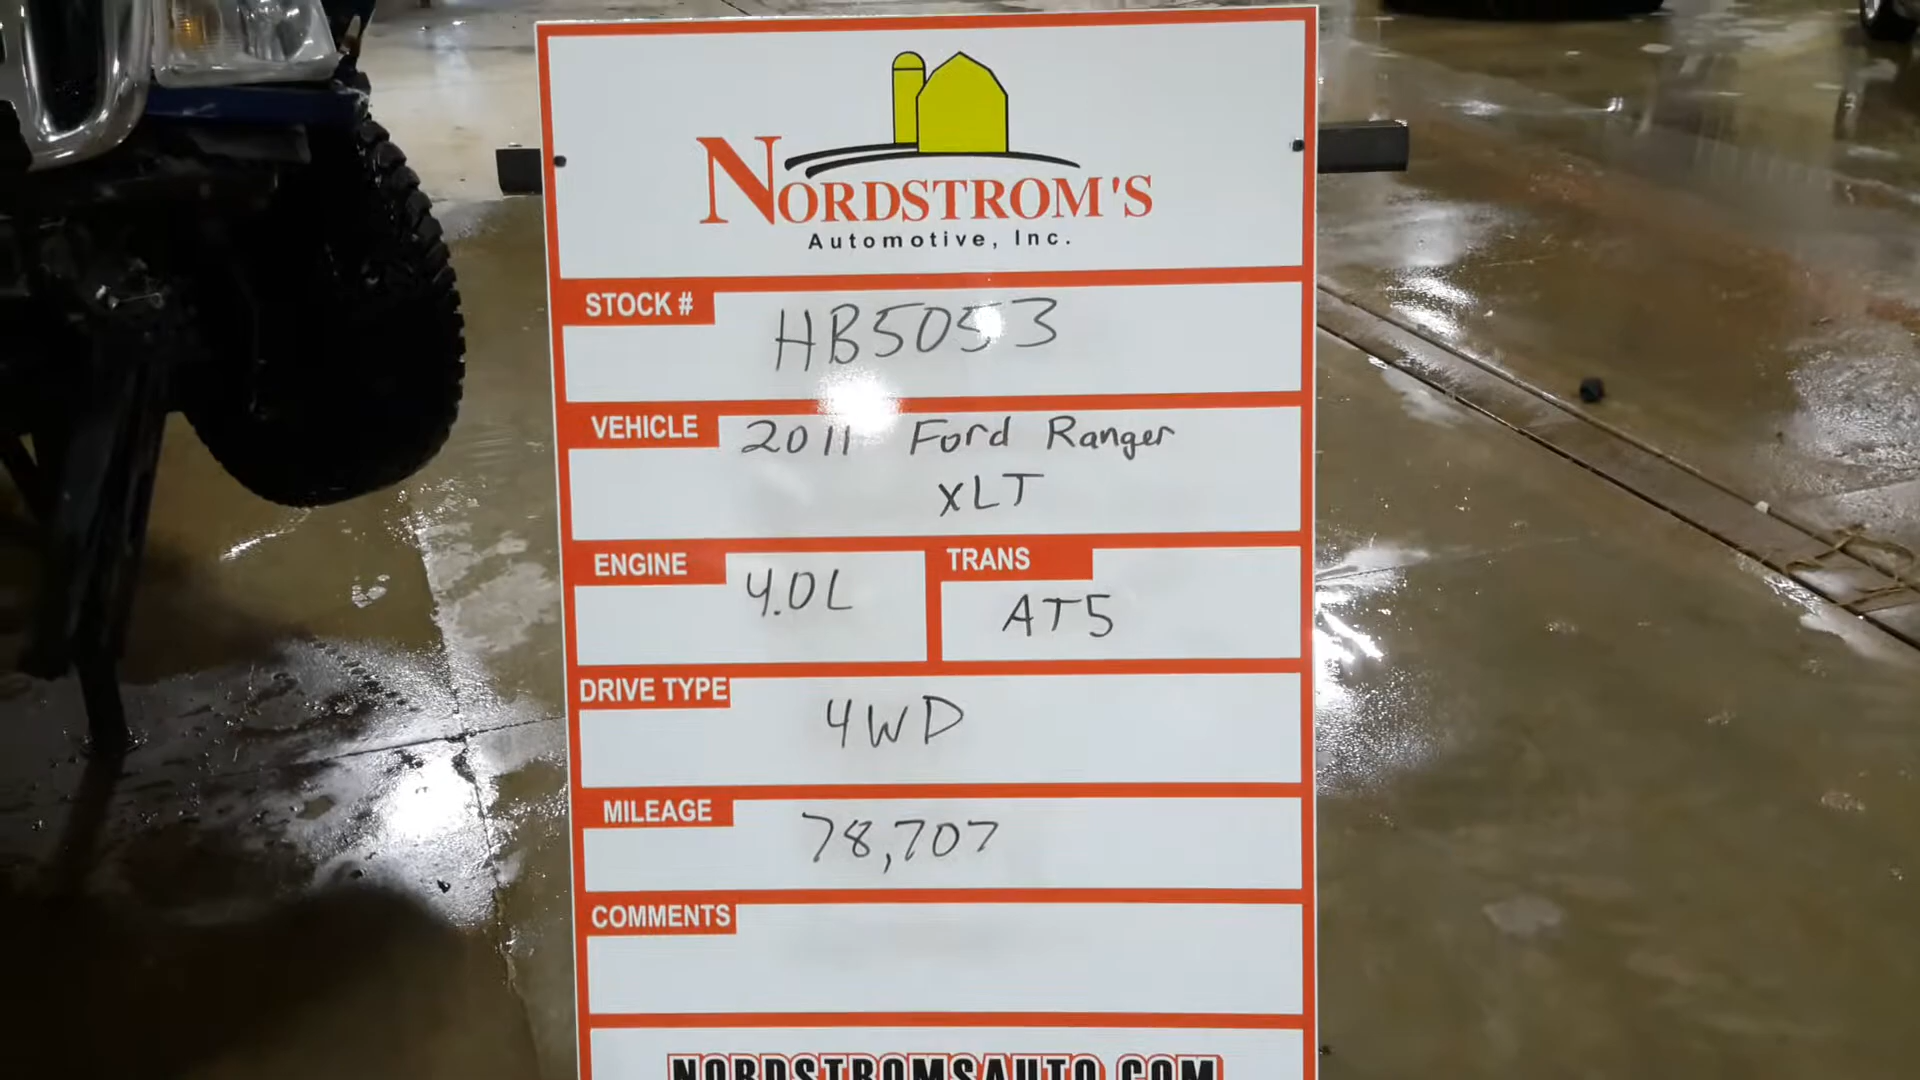 NORDSTROM'S
Automotive, Inc.
STOCK # HB5053
VEHICLE 2011 Ford Ranger
XLT
ENGINE 4.0L TRANS AT5
DRIVE TYPE 4WD
MILEAGE 78,707
COMMENTS
NORDSTROMSAUTO.COM